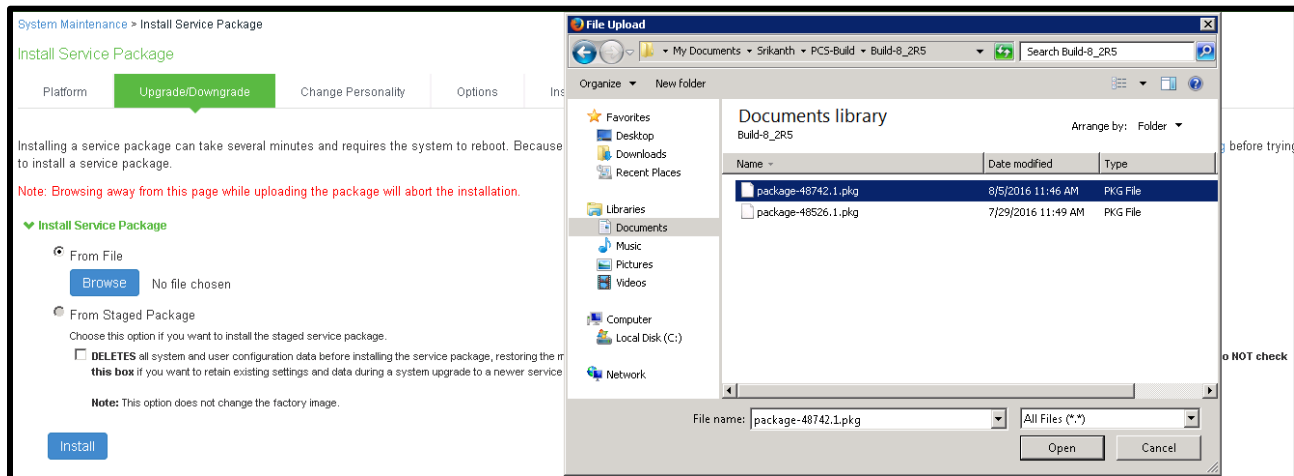 System Maintenance > Install Service Package
Install Service Package
Platform
Upgrade/Downgrade
Change Personality
Options
Installing a service package can take several minutes and requires the system to reboot. Because
before trying
to install a service package.
Note: Browsing away from this page while uploading the package will abort the installation.
Install Service Package
From File
Browse
No file chosen
From Staged Package
Choose this option if you want to install the staged service package.
DELETES all system and user configuration data before installing the service package, restoring the
o NOT check
this box if you want to retain existing settings and data during a system upgrade to a newer service
Note: This option does not change the factory image.
Install
File Upload
My Documents
Srikanth
PCS-Build
Build-8_2R5
Search Build-8_2R5
Organize
New folder
Favorites
Desktop
Downloads
Recent Places
Libraries
Documents
Music
Pictures
Videos
Computer
Local Disk (C:)
Network
Documents library
Build-8_2R5
Arrange by: Folder
Name
Date modified
Type
package-48742.1.pkg
8/5/2016 11:46 AM
PKG File
package-48526.1.pkg
7/29/2016 11:49 AM
PKG File
File name:
package-48742.1.pkg
All Files (*.*)
Open
Cancel